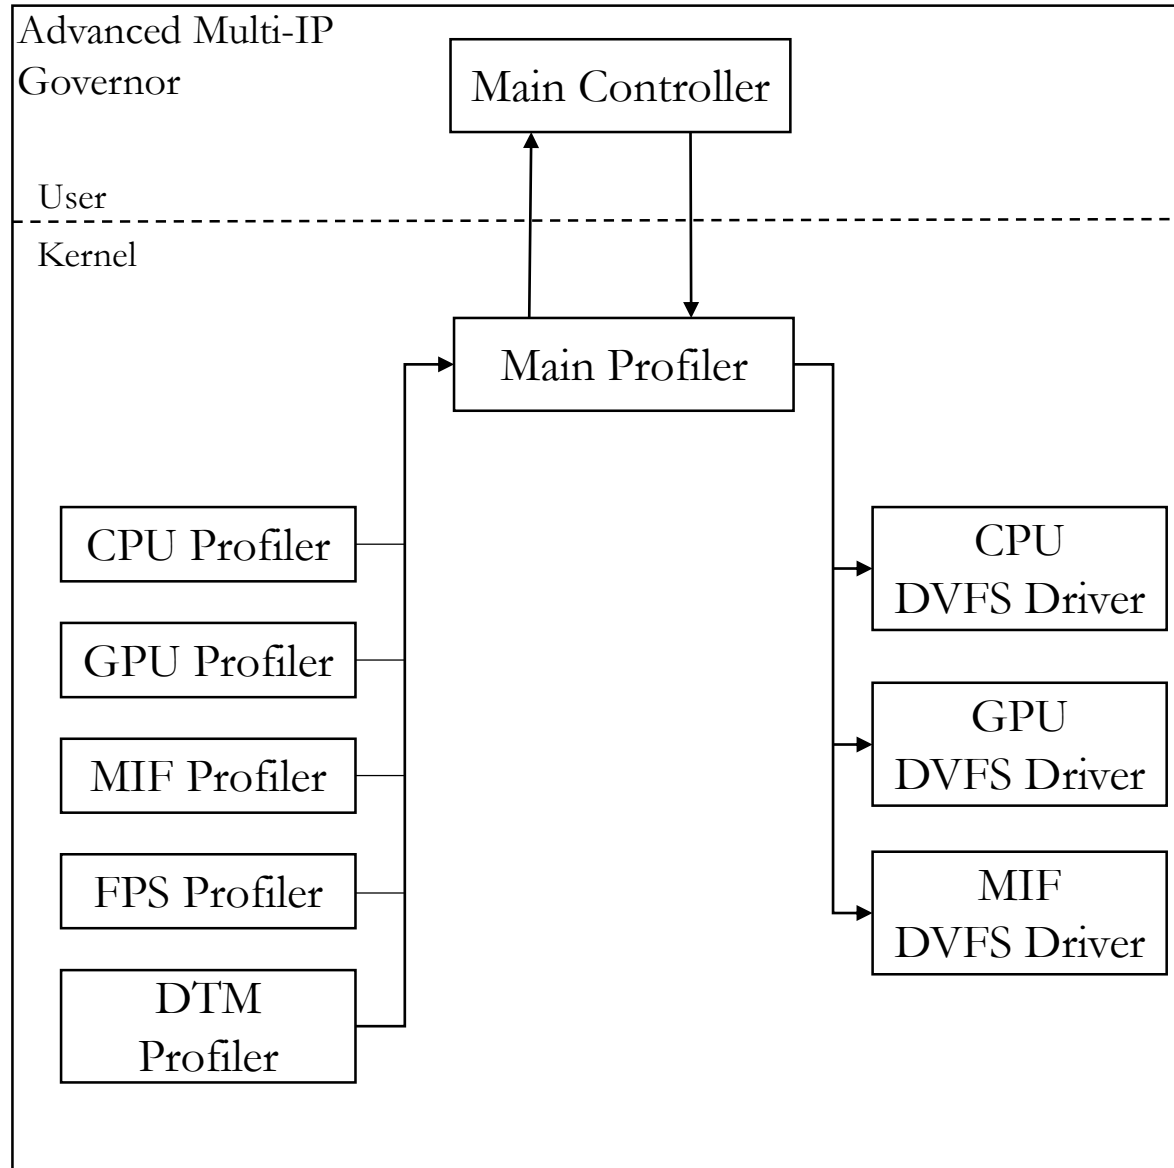 Advanced Multi-IP
Governor
Main Controller
User
Kernel
Main Profiler
CPU Profiler
GPU Profiler
MIF Profiler
FPS Profiler
DTM
Profiler
CPU
DVFS Driver
GPU
DVFS Driver
MIF
DVFS Driver